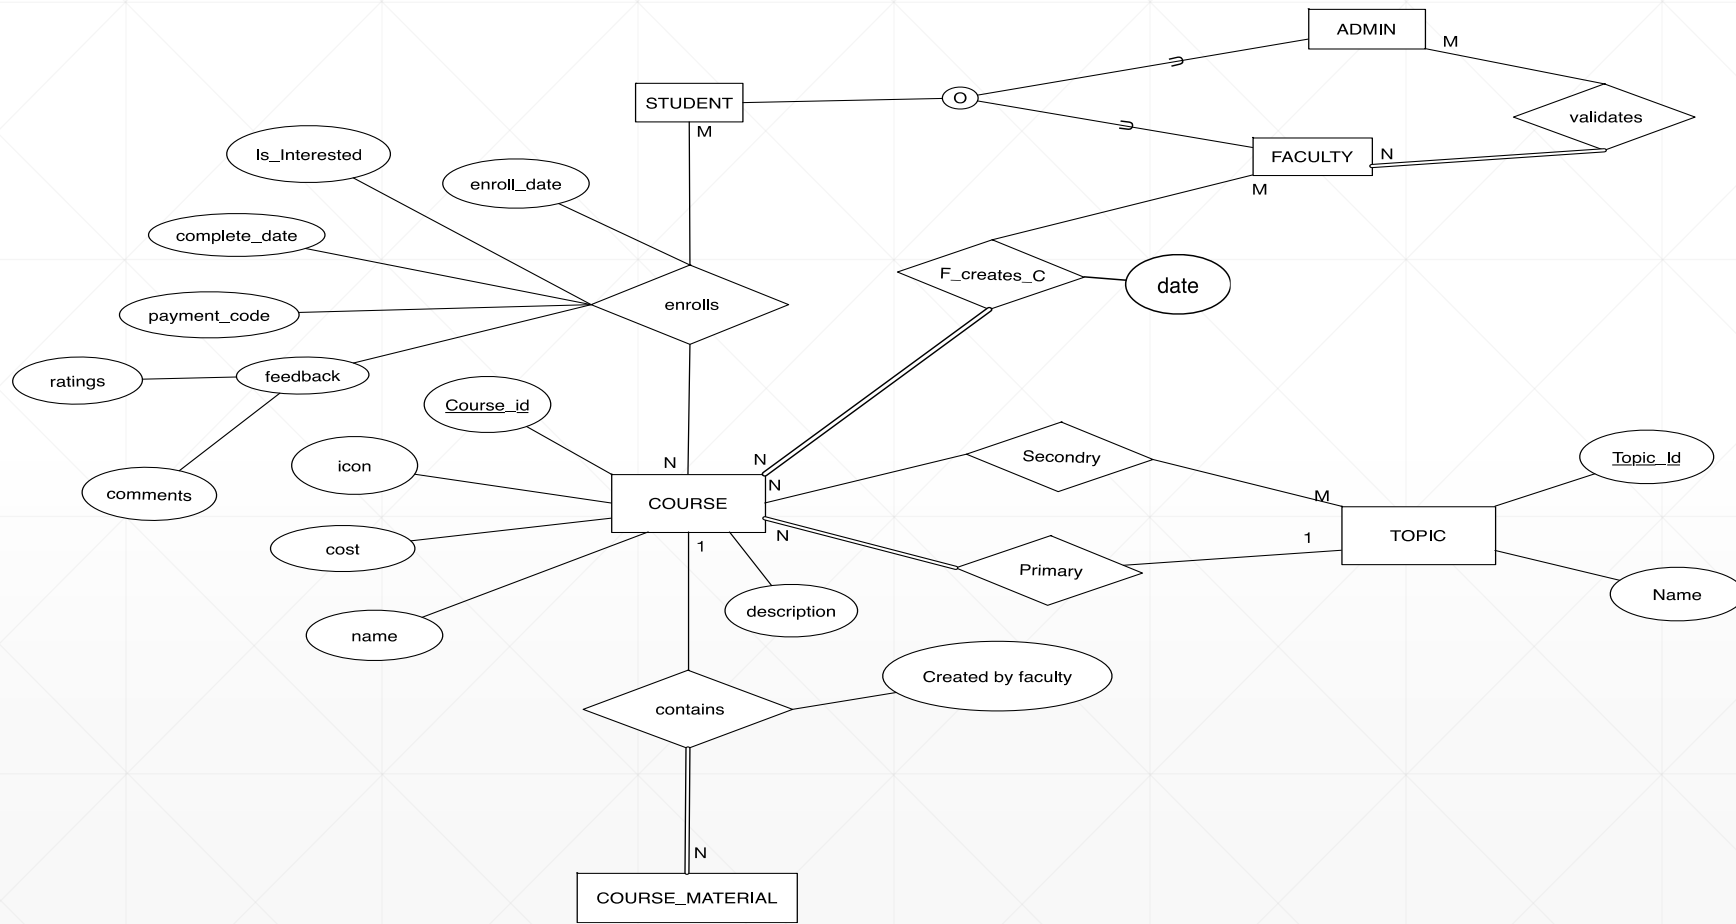 ADMIN
M
U
STUDENT
O
M
validates
U
Is_Interested
N
FACULTY
enroll_date
M
complete_date
F_creates_C
date
enrolls
payment_code
ratings
feedback
Course_id
Secondry
Topic_Id
icon
N
N
N
comments
M
COURSE
TOPIC
N
1
1
cost
Primary
Name
description
name
Created by faculty
contains
N
COURSE_MATERIAL